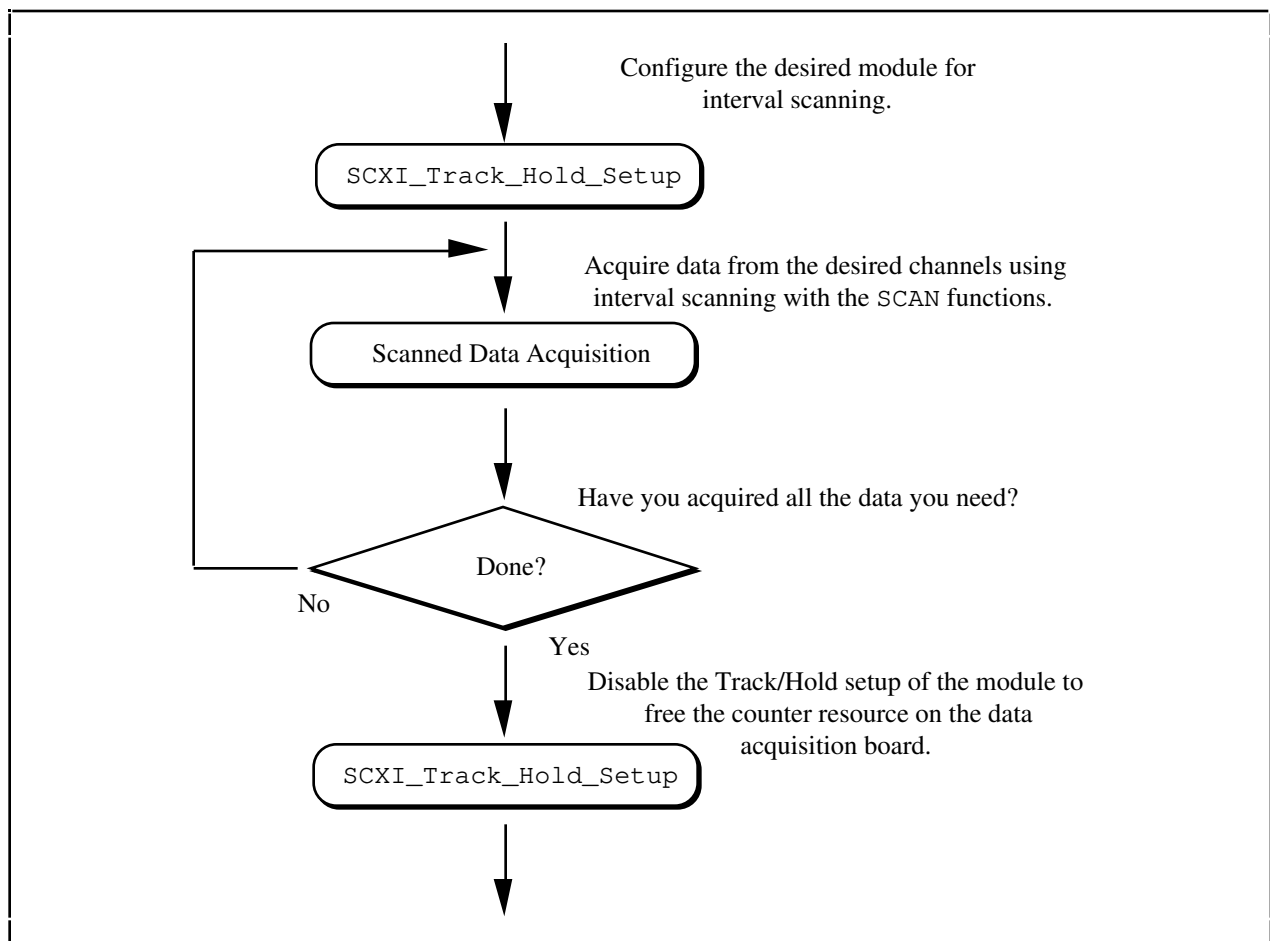 Configure the desired module for
interval scanning.
SCXI_Track_Hold_Setup
Acquire data from the desired channels using
interval scanning with the SCAN functions.
Scanned Data Acquisition
Have you acquired all the data you need?
Done?
No
Yes
Disable the Track/Hold setup of the module to
free the counter resource on the data
acquisition board.
SCXI_Track_Hold_Setup